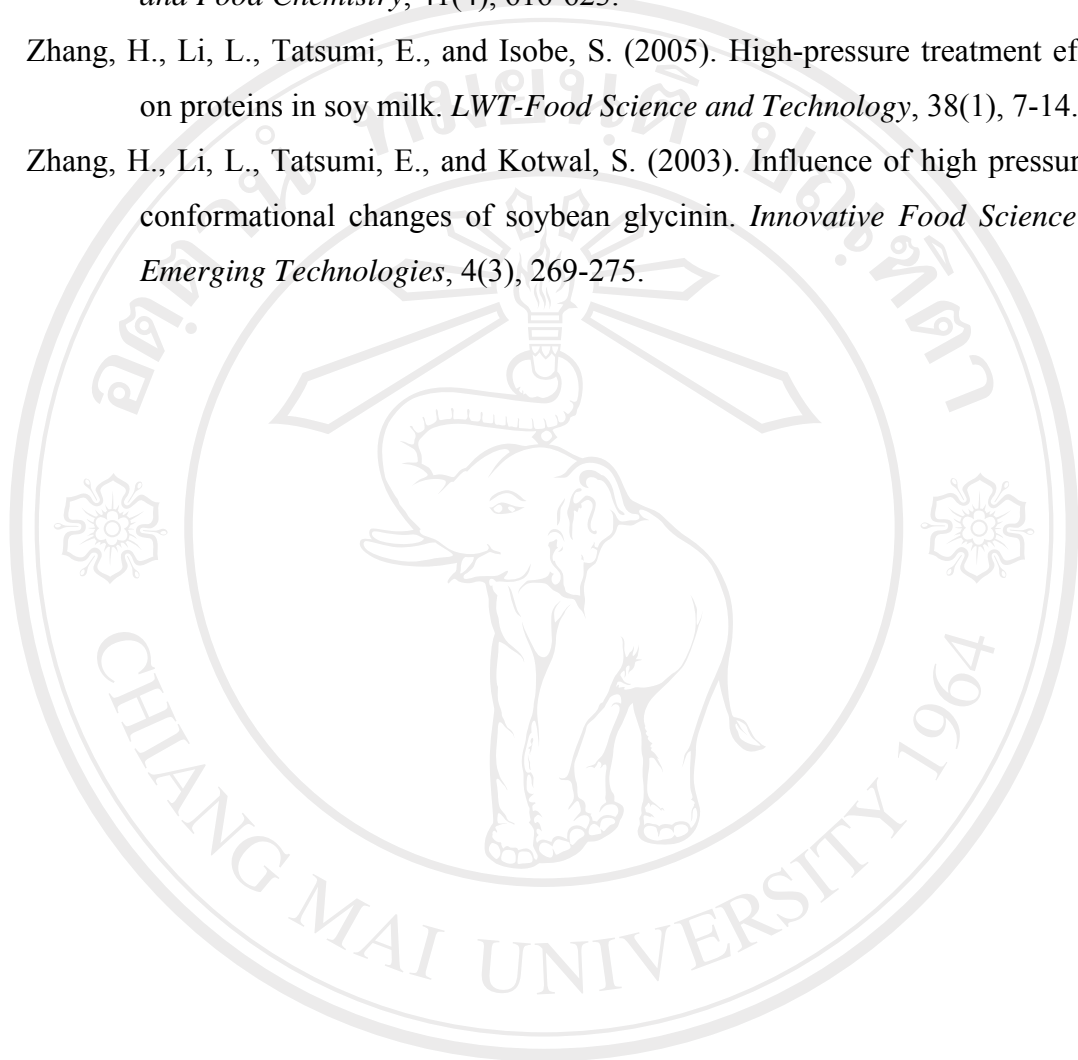 and Food Chemistry, 41(4), 610-623.
Zhang, H., Li, L., Tatsumi, E., and Isobe, S. (2005). High-pressure treatment ef
on proteins in soy milk. LWT-Food Science and Technology, 38(1), 7-14.
Zhang, H., Li, L., Tatsumi, E., and Kotwal, S. (2003). Influence of high pressur
conformational changes of soybean glycinin. Innovative Food Science
Emerging Technologies, 4(3), 269-275.
CHIANG MAI UNIVERSITY 1964